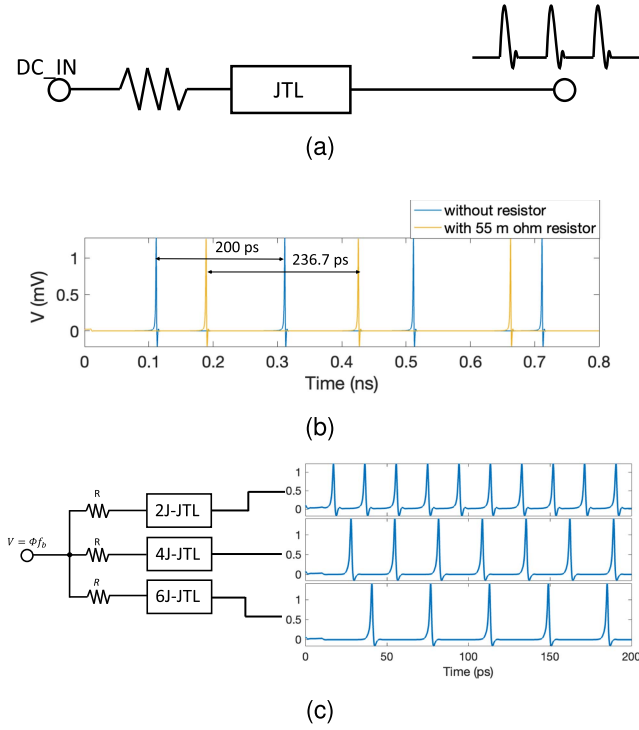 DC_IN
JTL
(a)
without resistor
with 55 m ohm resistor
200 ps
236.7 ps
1
0.5
0
V (mV)
0 0.1 0.2 0.3 0.4 0.5 0.6 0.7 0.8
Time (ns)
(b)
R
2J-JTL
V = Φf_b
R
4J-JTL
R
6J-JTL
1
0.5
0
1
0.5
0
1
0.5
0
0 50 100 150 200
Time (ps)
(c)